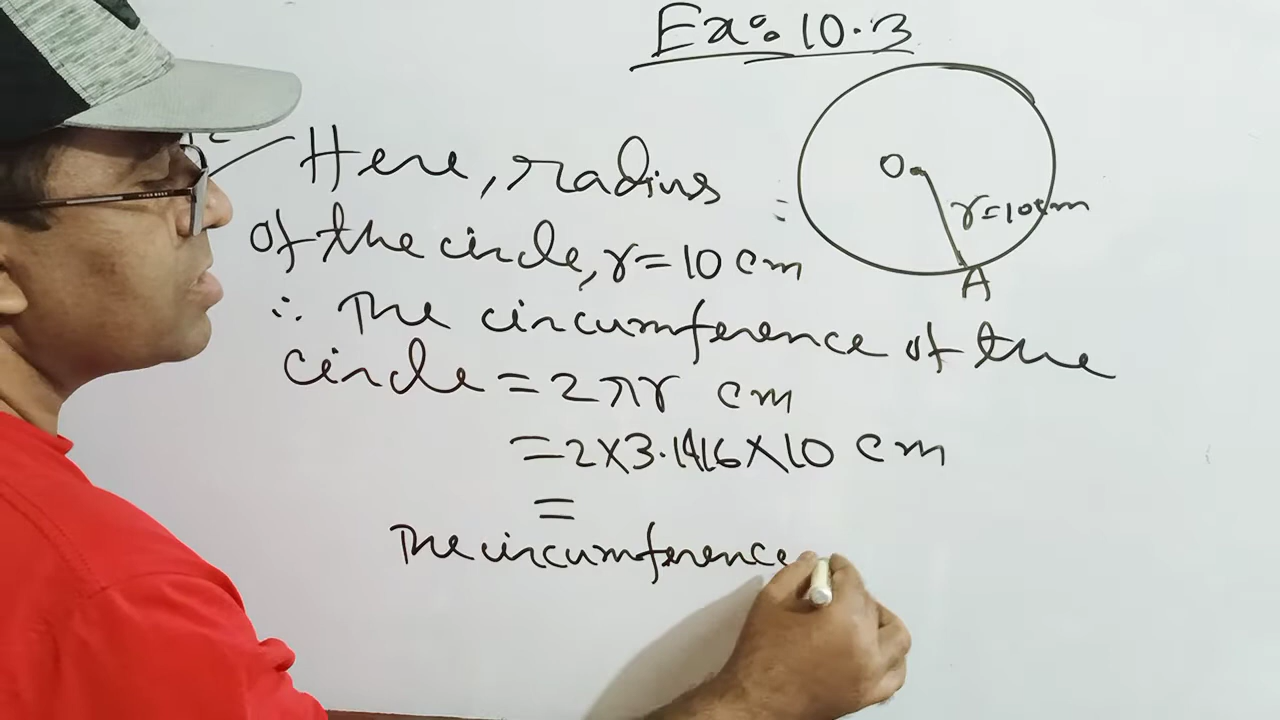 Ex: 10.3
Here, radius
of the circle, r = 10 cm
∴ The circumference of the
circle = 2πr cm
= 2×3.1416×10 cm
=
The circumference
O
r = 10cm
A